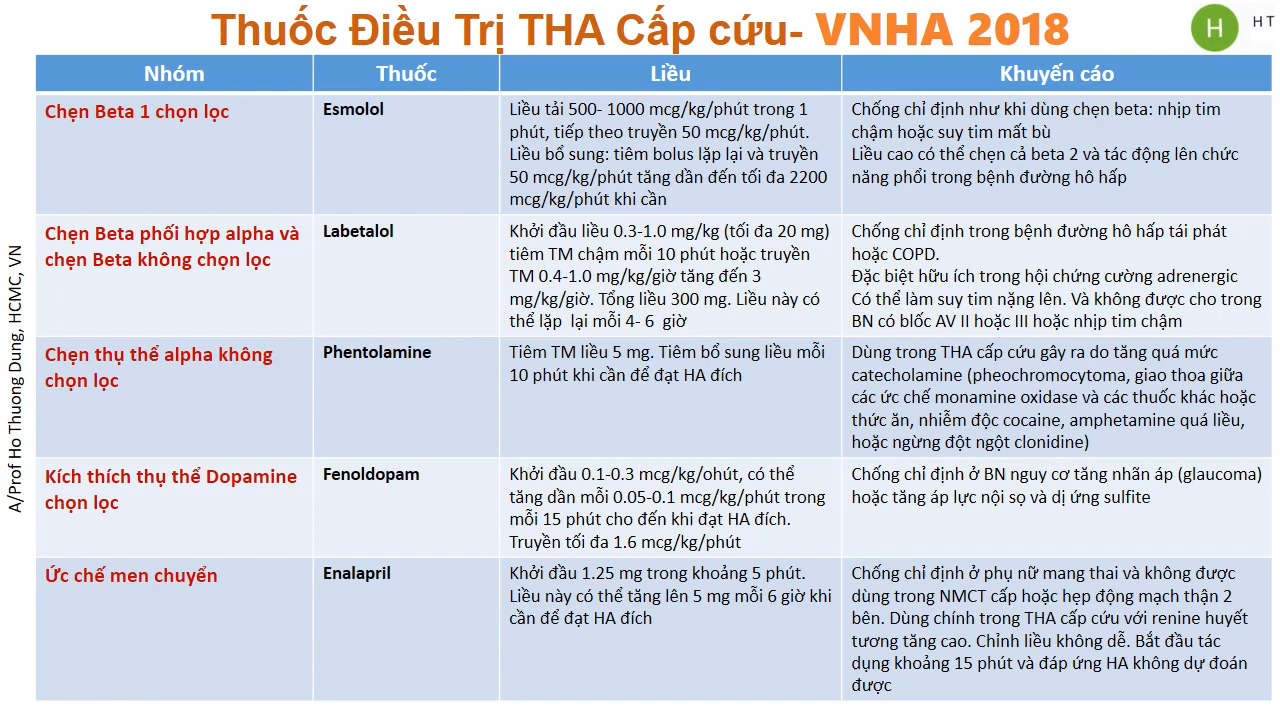 Thuốc Điều Trị THA Cấp cứu- VNHA 2018
H
HT
A/Prof Ho Thuong Dung, HCMC, VN
Nhóm
Thuốc
Liều
Khuyến cáo
Chẹn Beta 1 chọn lọc
Esmolol
Liều tải 500- 1000 mcg/kg/phút trong 1
phút, tiếp theo truyền 50 mcg/kg/phút.
Liều bổ sung: tiêm bolus lặp lại và truyền
50 mcg/kg/phút tăng dần đến tối đa 2200
mcg/kg/phút khi cần
Chống chỉ định như khi dùng chẹn beta: nhịp tim
chậm hoặc suy tim mất bù
Liều cao có thể chẹn cả beta 2 và tác động lên chức
năng phổi trong bệnh đường hô hấp
Chẹn Beta phối hợp alpha và
chẹn Beta không chọn lọc
Labetalol
Khởi đầu liều 0.3-1.0 mg/kg (tối đa 20 mg)
tiêm TM chậm mỗi 10 phút hoặc truyền
TM 0.4-1.0 mg/kg/giờ tăng đến 3
mg/kg/giờ. Tổng liều 300 mg. Liều này có
thể lặp lại mỗi 4- 6 giờ
Chống chỉ định trong bệnh đường hô hấp tái phát
hoặc COPD.
Đặc biệt hữu ích trong hội chứng cường adrenergic
Có thể làm suy tim nặng lên. Và không được cho trong
BN có blốc AV II hoặc III hoặc nhịp tim chậm
Chẹn thụ thể alpha không
chọn lọc
Phentolamine
Tiêm TM liều 5 mg. Tiêm bổ sung liều mỗi
10 phút khi cần để đạt HA đích
Dùng trong THA cấp cứu gây ra do tăng quá mức
catecholamine (pheochromocytoma, giao thoa giữa
các ức chế monamine oxidase và các thuốc khác hoặc
thức ăn, nhiễm độc cocaine, amphetamine quá liều,
hoặc ngừng đột ngột clonidine)
Kích thích thụ thể Dopamine
chọn lọc
Fenoldopam
Khởi đầu 0.1-0.3 mcg/kg/ohút, có thể
tăng dần mỗi 0.05-0.1 mcg/kg/phút trong
mỗi 15 phút cho đến khi đạt HA đích.
Truyền tối đa 1.6 mcg/kg/phút
Chống chỉ định ở BN nguy cơ tăng nhãn áp (glaucoma)
hoặc tăng áp lực nội sọ và dị ứng sulfite
Ức chế men chuyển
Enalapril
Khởi đầu 1.25 mg trong khoảng 5 phút.
Liều này có thể tăng lên 5 mg mỗi 6 giờ khi
cần để đạt HA đích
Chống chỉ định ở phụ nữ mang thai và không được
dùng trong NMCT cấp hoặc hẹp động mạch thận 2
bên. Dùng chính trong THA cấp cứu với renine huyết
tương tăng cao. Chỉnh liều không dễ. Bắt đầu tác
dụng khoảng 15 phút và đáp ứng HA không dự đoán
được